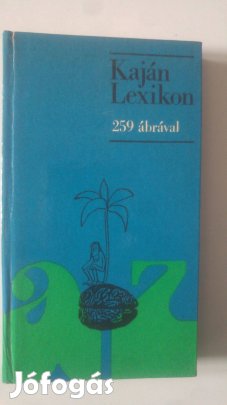 Kaján
Lexikon
259 ábrával
a z
Jófogás